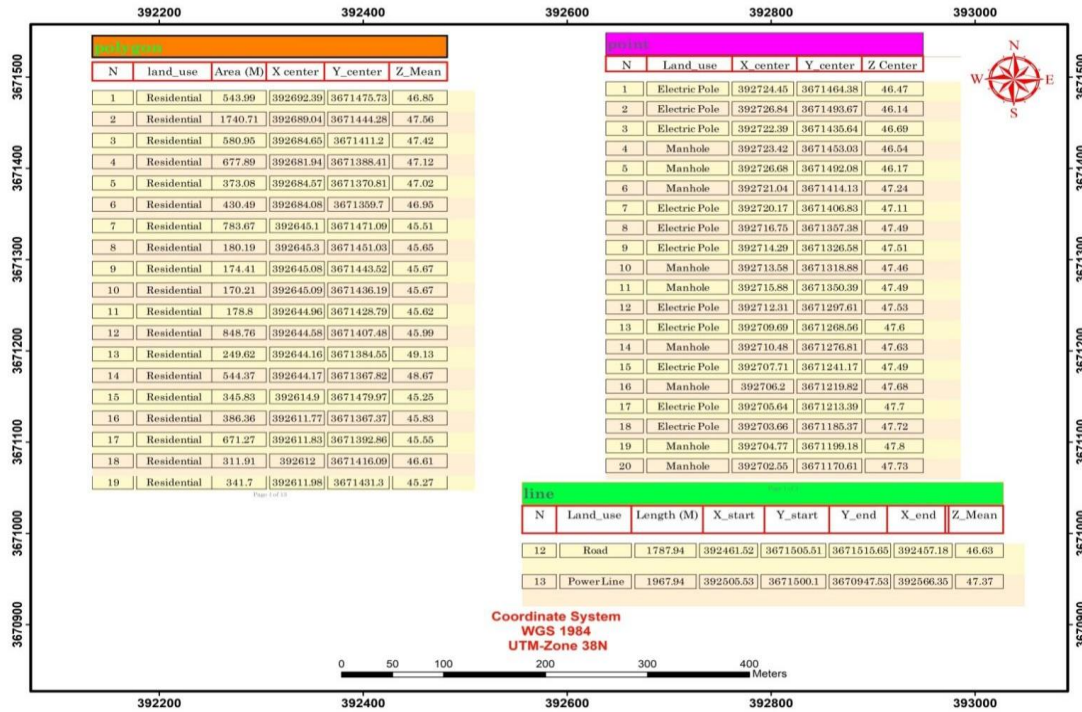 392200 392400 392600 392800 393000
polygon
N land_use Area (M) X center Y_center Z_Mean
1 Residential 543.99 392692.39 3671475.73 46.85
2 Residential 1740.71 392689.04 3671444.28 47.56
3 Residential 580.95 392684.65 3671411.2 47.42
4 Residential 677.89 392681.94 3671388.41 47.12
5 Residential 373.08 392684.57 3671370.81 47.02
6 Residential 430.49 392684.08 3671359.7 46.95
7 Residential 783.67 392645.1 3671471.09 45.51
8 Residential 180.19 392645.3 3671451.03 45.65
9 Residential 174.41 392645.08 3671443.52 45.67
10 Residential 170.21 392645.09 3671436.19 45.67
11 Residential 178.8 392644.96 3671428.79 45.62
12 Residential 848.76 392644.58 3671407.48 45.99
13 Residential 249.62 392644.16 3671384.55 49.13
14 Residential 544.37 392644.17 3671367.82 48.67
15 Residential 345.83 392614.9 3671479.97 45.25
16 Residential 386.36 392611.77 3671367.37 45.83
17 Residential 671.27 392611.83 3671392.86 45.55
18 Residential 311.91 392612 3671416.09 46.61
19 Residential 341.7 392611.98 3671431.3 45.27
Page 1 of 13
point
N Land_use X_center Y_center Z Center
1 Electric Pole 392724.45 3671464.38 46.47
2 Electric Pole 392726.84 3671493.67 46.14
3 Electric Pole 392722.39 3671435.64 46.69
4 Manhole 392723.42 3671453.03 46.54
5 Manhole 392726.68 3671492.08 46.17
6 Manhole 392721.04 3671414.13 47.24
7 Electric Pole 392720.17 3671406.83 47.11
8 Electric Pole 392716.75 3671357.38 47.49
9 Electric Pole 392714.29 3671326.58 47.51
10 Manhole 392713.58 3671318.88 47.46
11 Manhole 392715.88 3671350.39 47.49
12 Electric Pole 392712.31 3671297.61 47.53
13 Electric Pole 392709.69 3671268.56 47.6
14 Manhole 392710.48 3671276.81 47.63
15 Electric Pole 392707.71 3671241.17 47.49
16 Manhole 392706.2 3671219.82 47.68
17 Electric Pole 392705.64 3671213.39 47.7
18 Electric Pole 392703.66 3671185.37 47.72
19 Manhole 392704.77 3671199.18 47.8
20 Manhole 392702.55 3671170.61 47.73
line
N Land_use Length (M) X_start Y_start Y_end X_end Z_Mean
12 Road 1787.94 392461.52 3671505.51 3671515.65 392457.18 46.63
13 Power Line 1967.94 392505.53 3671500.1 3670947.53 392566.35 47.37
N
W E
S
3671500
3671400
3671300
3671200
3671100
3671000
3670900
3671500
3671400
3671300
3671200
3671100
3671000
3670900
Coordinate System
WGS 1984
UTM-Zone 38N
0 50 100 200 300 400
Meters
392200 392400 392600 392800 393000